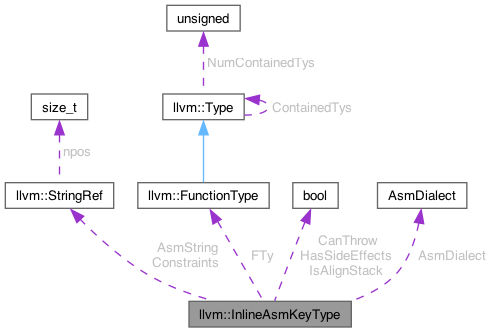 unsigned
NumContainedTys
size_t
llvm::Type
ContainedTys
npos
llvm::StringRef
llvm::FunctionType
bool
AsmDialect
AsmString
Constraints
FTy
CanThrow
HasSideEffects
IsAlignStack
AsmDialect
llvm::InlineAsmKeyType